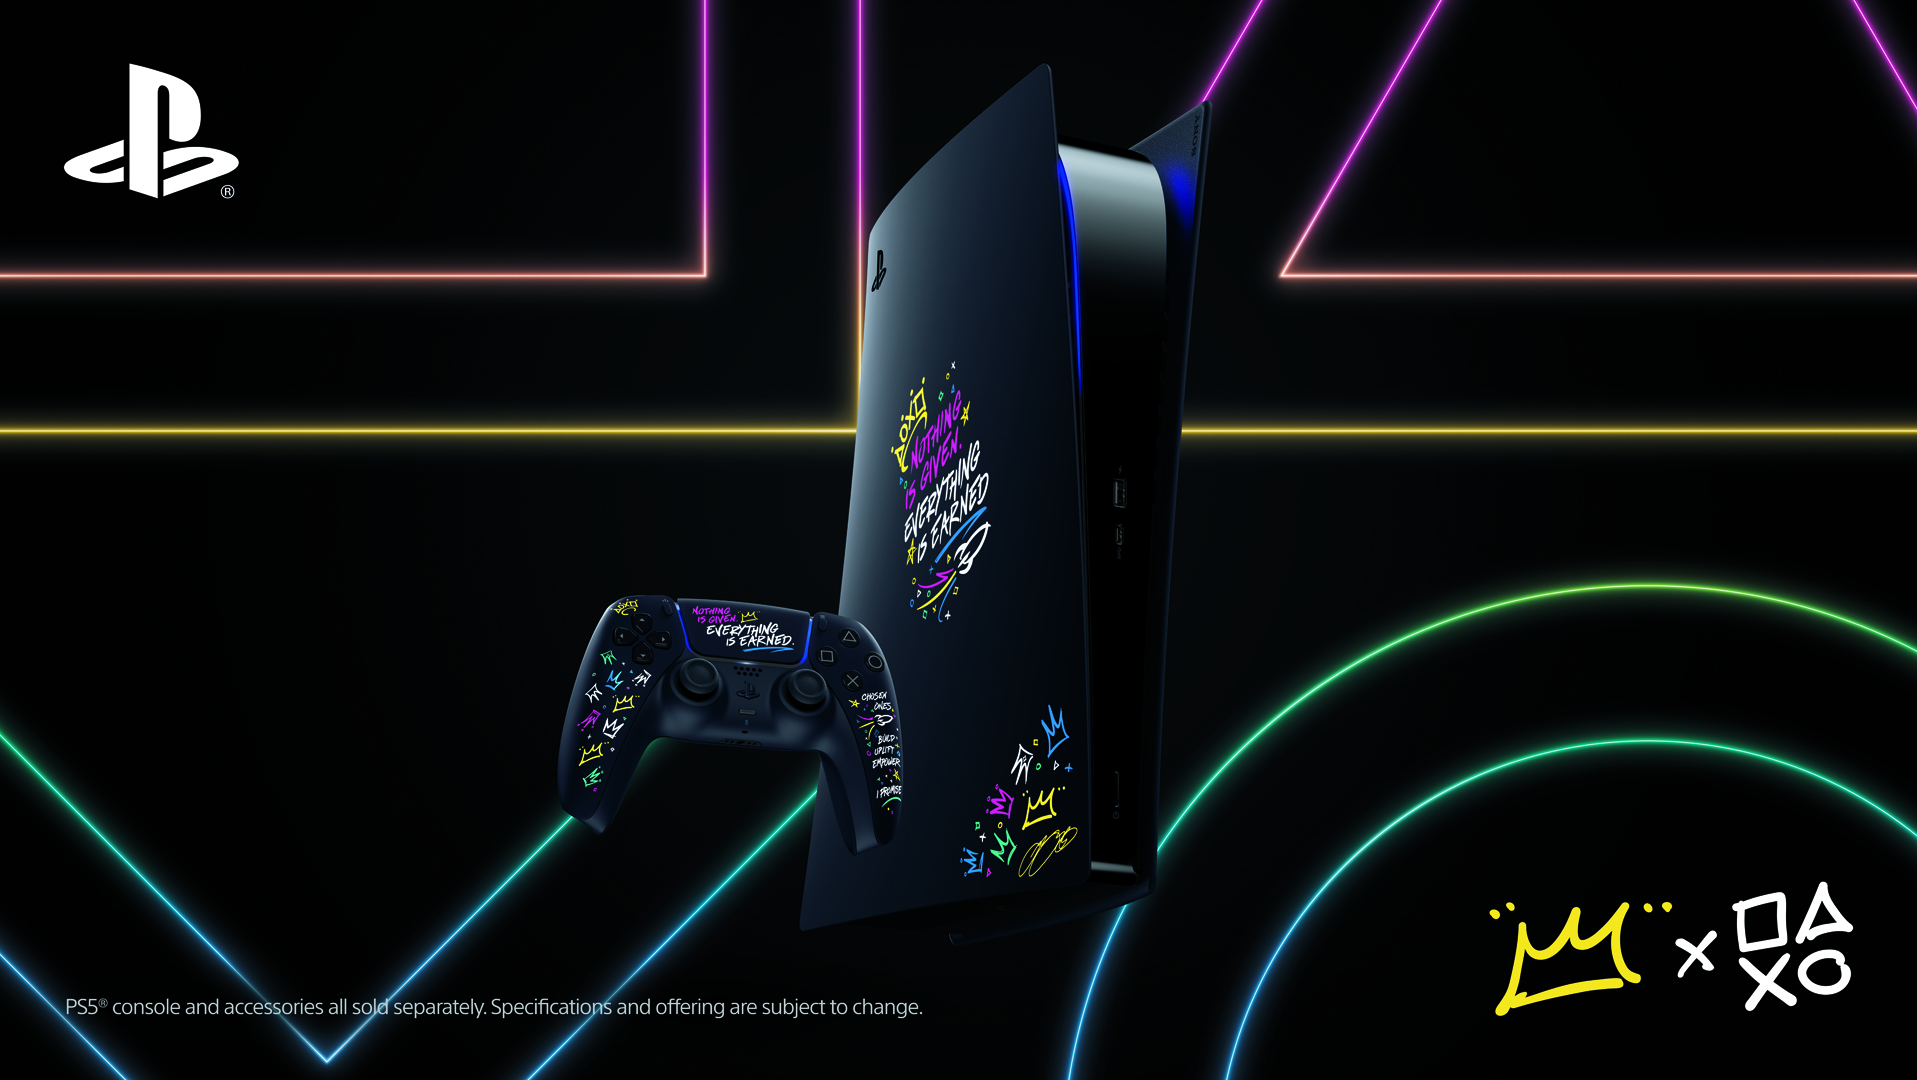 ®
SONY
NOTHING
IS GIVEN.
EVERYTHING
IS EARNED
NOTHING
IS GIVEN.
EVERYTHING
IS EARNED.
CHOSEN
ONES
BUILD
UPLIFT
EMPOWER
I PROMISE
X
PS5® console and accessories all sold separately. Specifications and offering are subject to change.